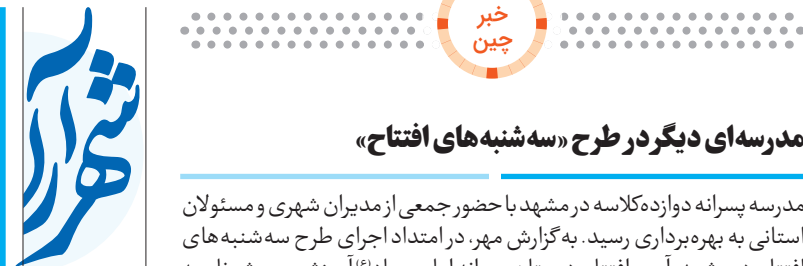 خبر
چین
شهرآرا
مدرسه‌ای دیگر در طرح «سه‌شنبه‌های افتتاح»
مدرسه پسرانه دوازده‌کلاسه در مشهد با حضور جمعی از مدیران شهری و مسئولان
استانی به بهره‌برداری رسید. به‌گزارش مهر، در امتداد اجرای طرح سه‌شنبه‌های